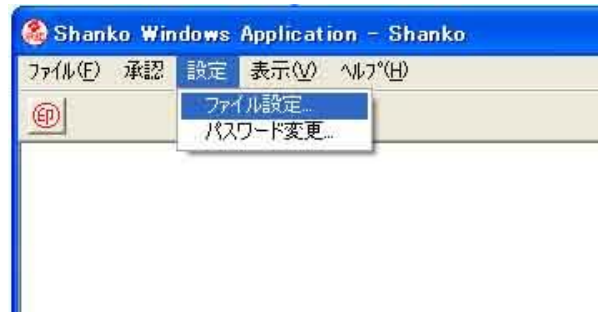 Shanko Windows Application - Shanko
ファイル(F) 承認 設定 表示(V) ヘルプ(H)
印
ファイル設定...
パスワード変更...